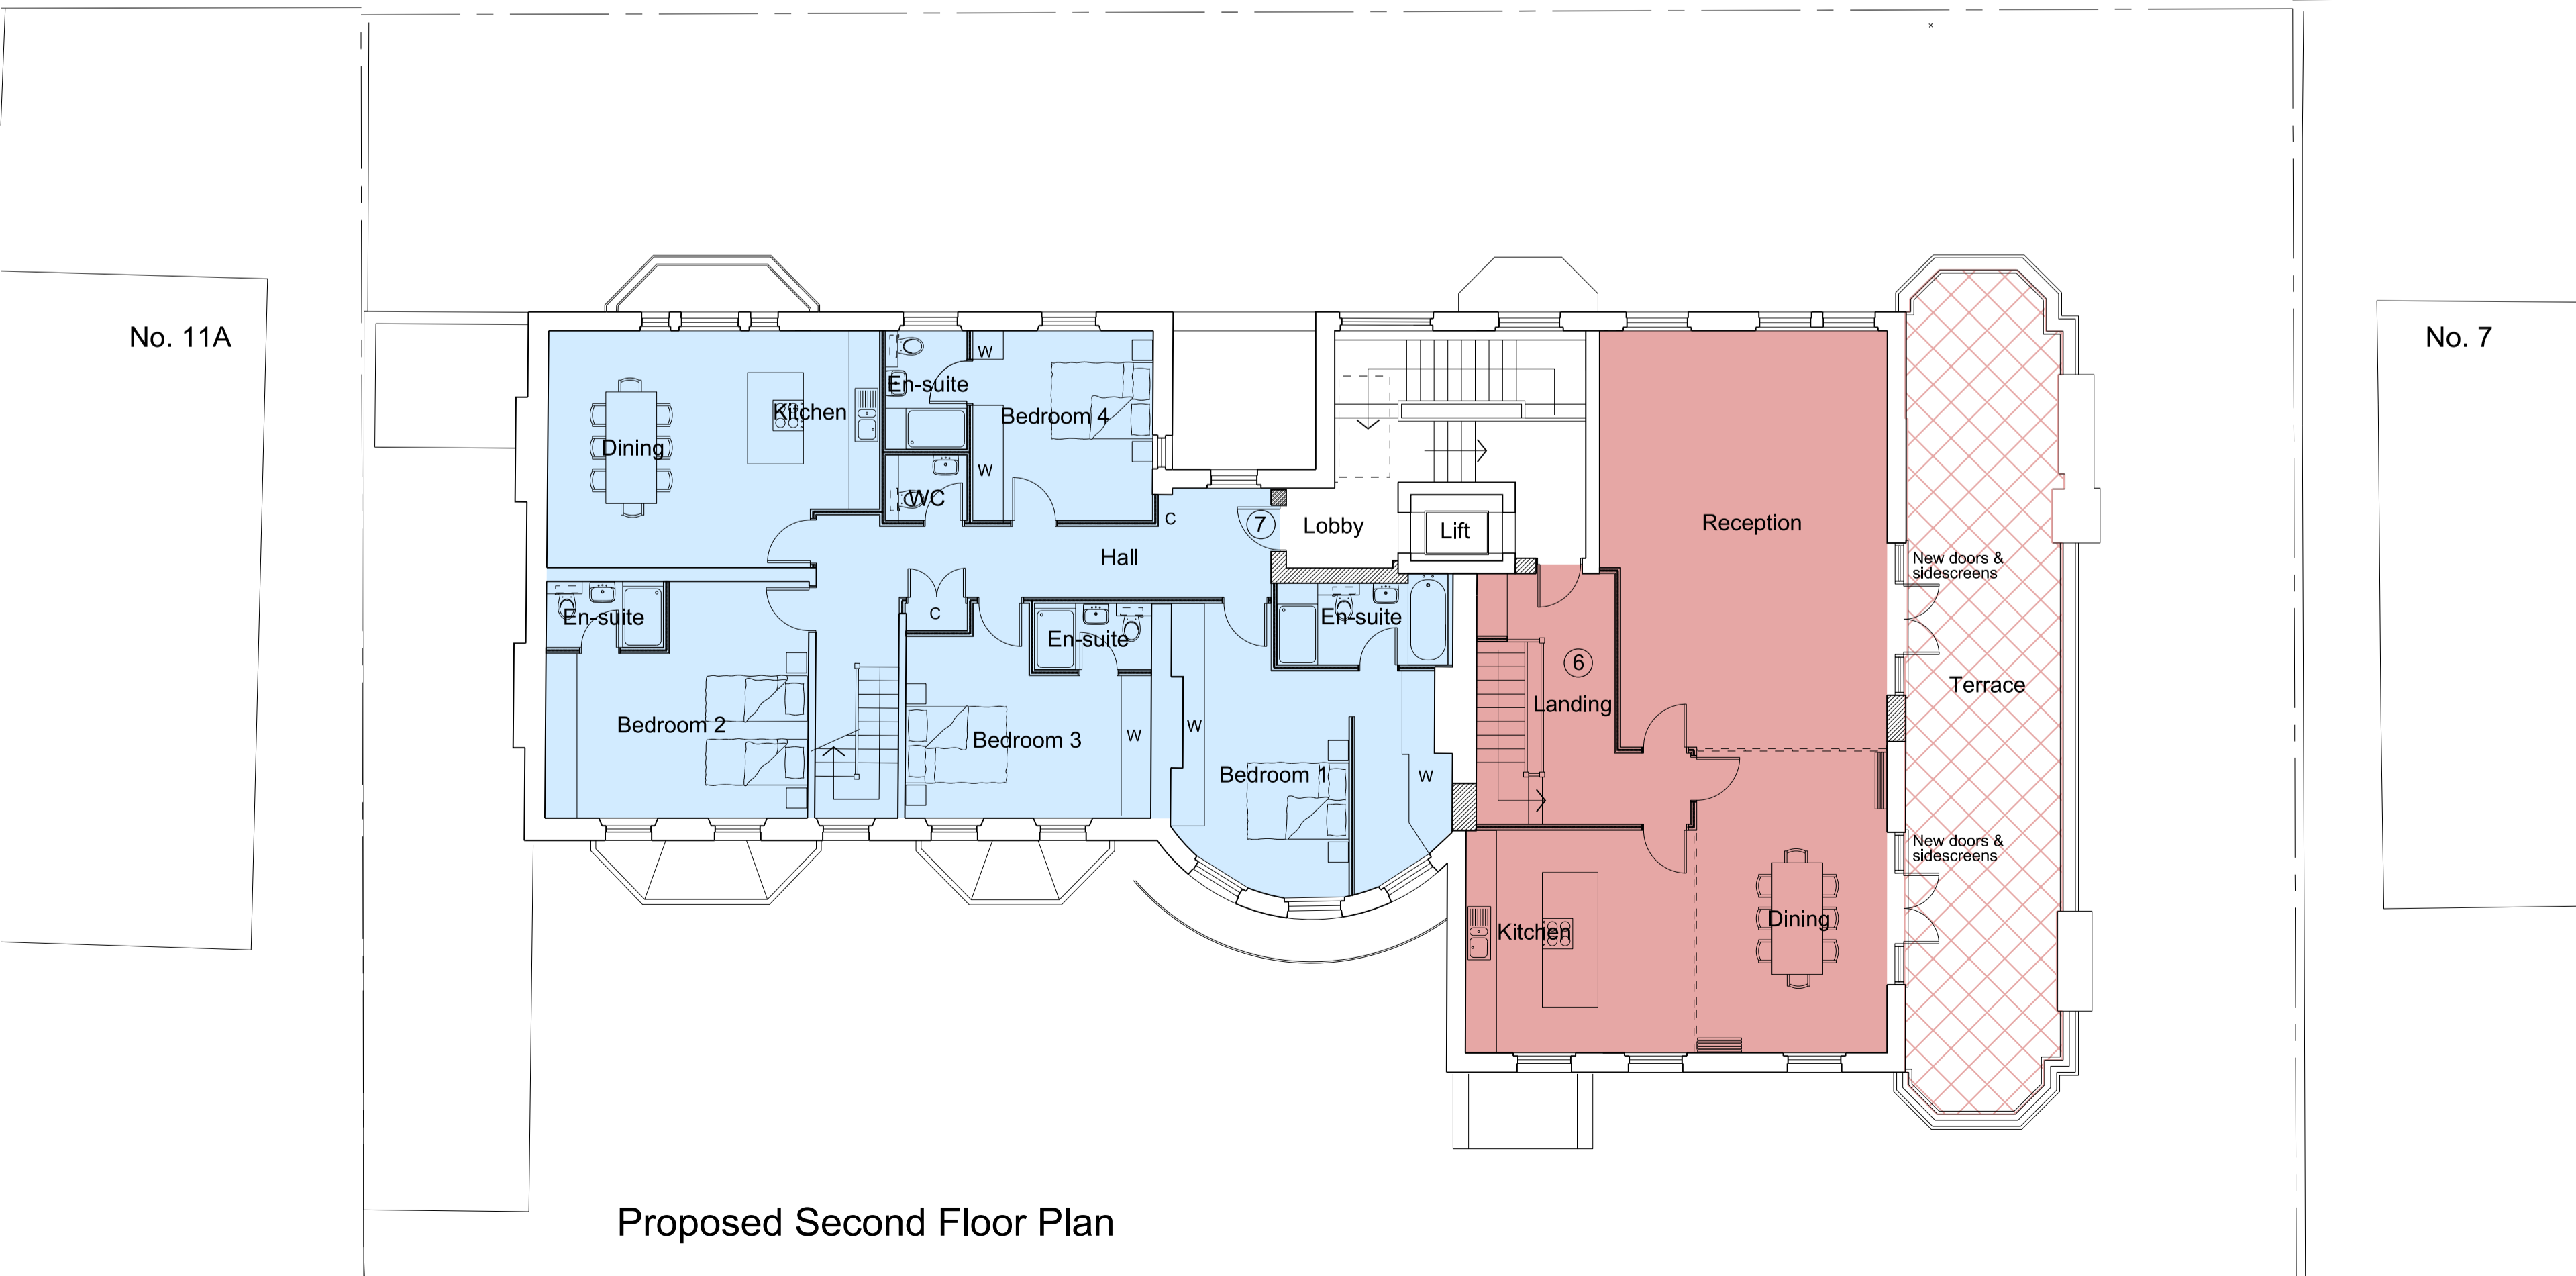 No. 11A
No. 7
En-suite
W
Kitchen
Bedroom 4
Dining
W
WC
C
7
Lobby
Lift
Reception
Hall
New doors &
sidescreens
En-suite
C
En-suite
En-suite
6
Landing
Terrace
Bedroom 2
Bedroom 3
W
W
Bedroom 1
W
New doors &
sidescreens
Kitchen
Dining
Proposed Second Floor Plan